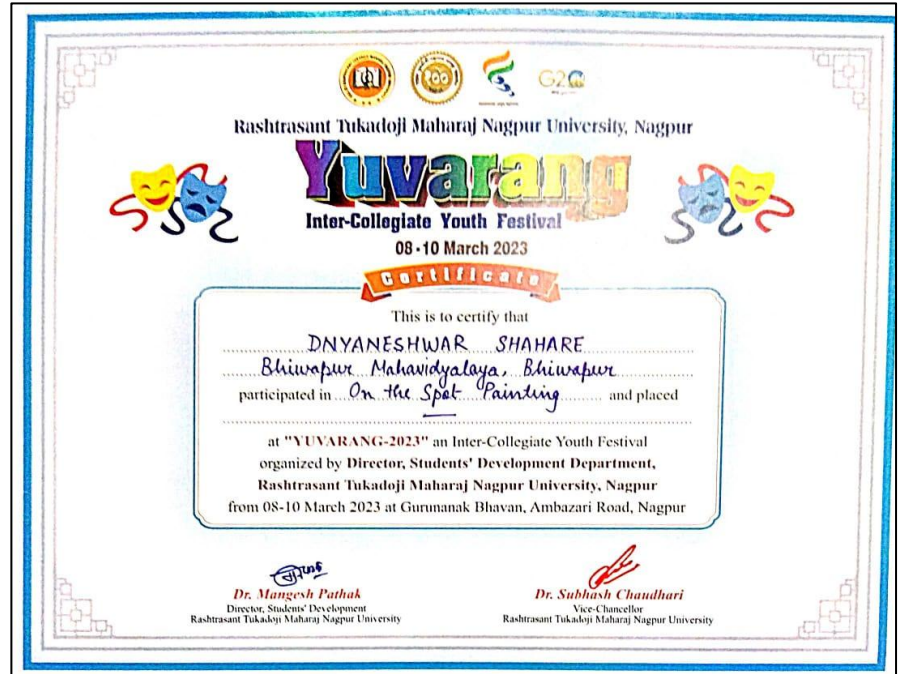 200
G20
Rashtrasant Tukadoji Maharaj Nagpur University, Nagpur
Yuvarang
Inter-Collegiate Youth Festival
08-10 March 2023
Certificate
This is to certify that
DNYANESHWAR SHAHARE
Bhiwapur Mahavidyalaya, Bhiwapur
participated in On the Spot Painting and placed
—
at "YUVARANG-2023" an Inter-Collegiate Youth Festival
organized by Director, Students' Development Department,
Rashtrasant Tukadoji Maharaj Nagpur University, Nagpur
from 08-10 March 2023 at Gurunanak Bhavan, Ambazari Road, Nagpur
Dr. Mangesh Pathak
Director, Students' Development
Rashtrasant Tukadoji Maharaj Nagpur University
Dr. Subhash Chaudhari
Vice-Chancellor
Rashtrasant Tukadoji Maharaj Nagpur University